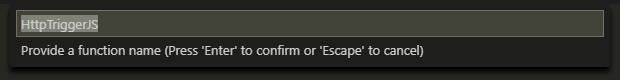 HttpTriggerJS
Provide a function name (Press 'Enter' to confirm or 'Escape' to cancel)